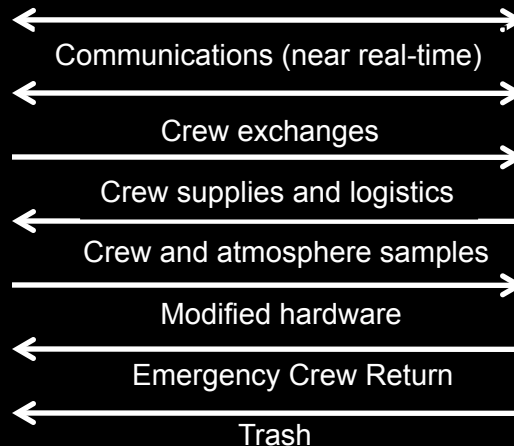 Communications (near real-time)
Crew exchanges
Crew supplies and logistics
Crew and atmosphere samples
Modified hardware
Emergency Crew Return
Trash